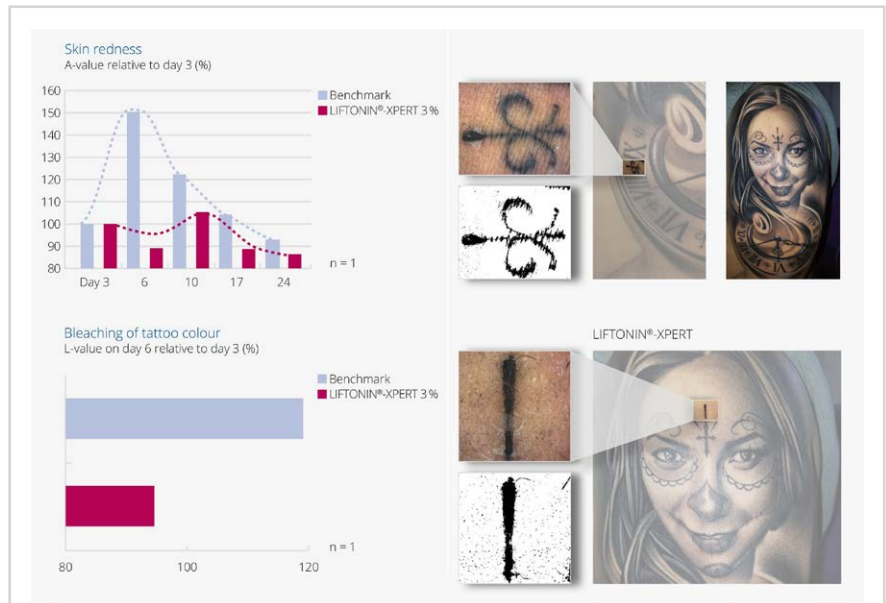 Skin redness
A-value relative to day 3 (%)
160
150
140
130
120
110
100
90
80
Benchmark
LIFTONIN®-XPERT 3 %
n = 1
Day 3 6 10 17 24
Bleaching of tattoo colour
L-value on day 6 relative to day 3 (%)
Benchmark
LIFTONIN®-XPERT 3 %
n = 1
80 100 120
LIFTONIN®-XPERT